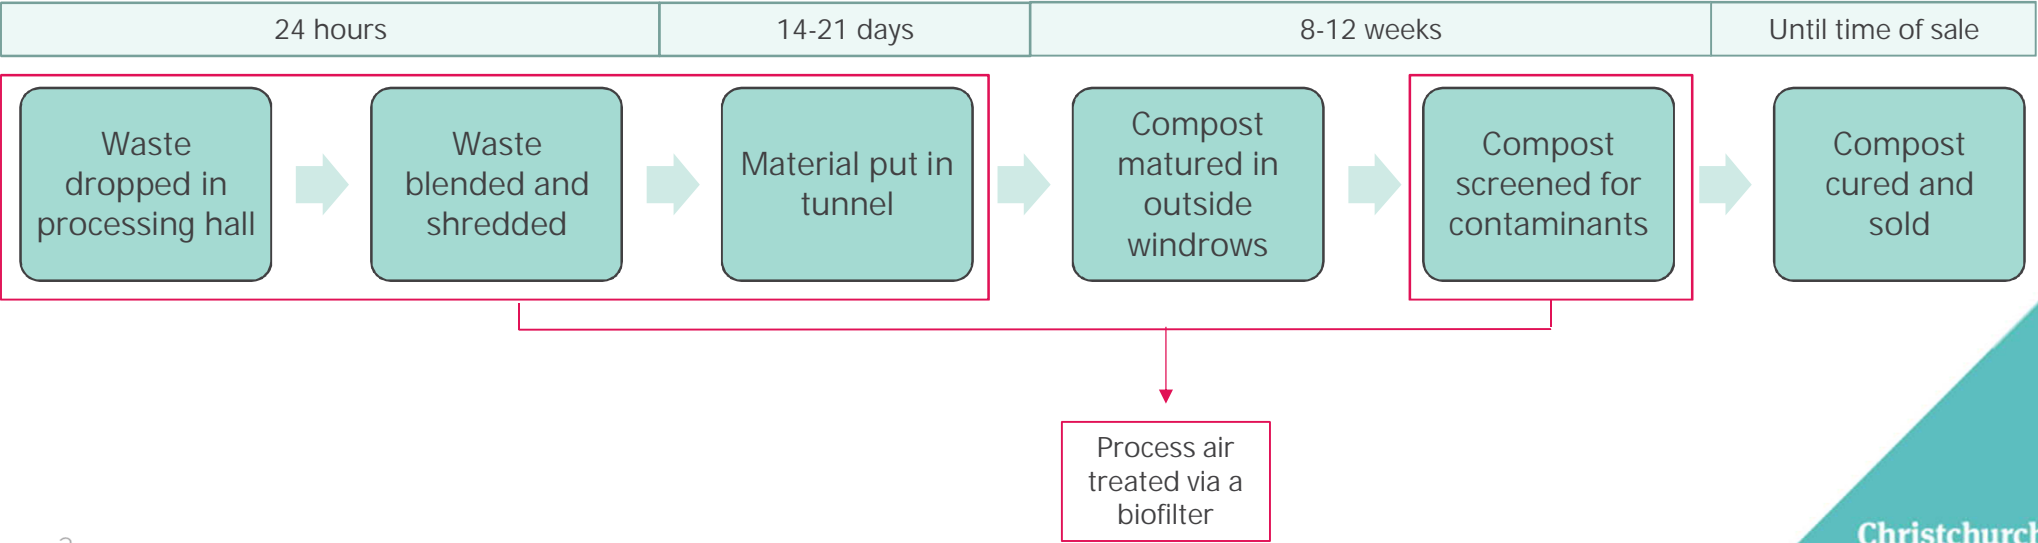 24 hours
14-21 days
8-12 weeks
Until time of sale
Waste
dropped in
processing hall
Waste
blended and
shredded
Material put in
tunnel
Compost
matured in
outside
windrows
Compost
screened for
contaminants
Compost
cured and
sold
Process air
treated via a
biofilter
Christchurch